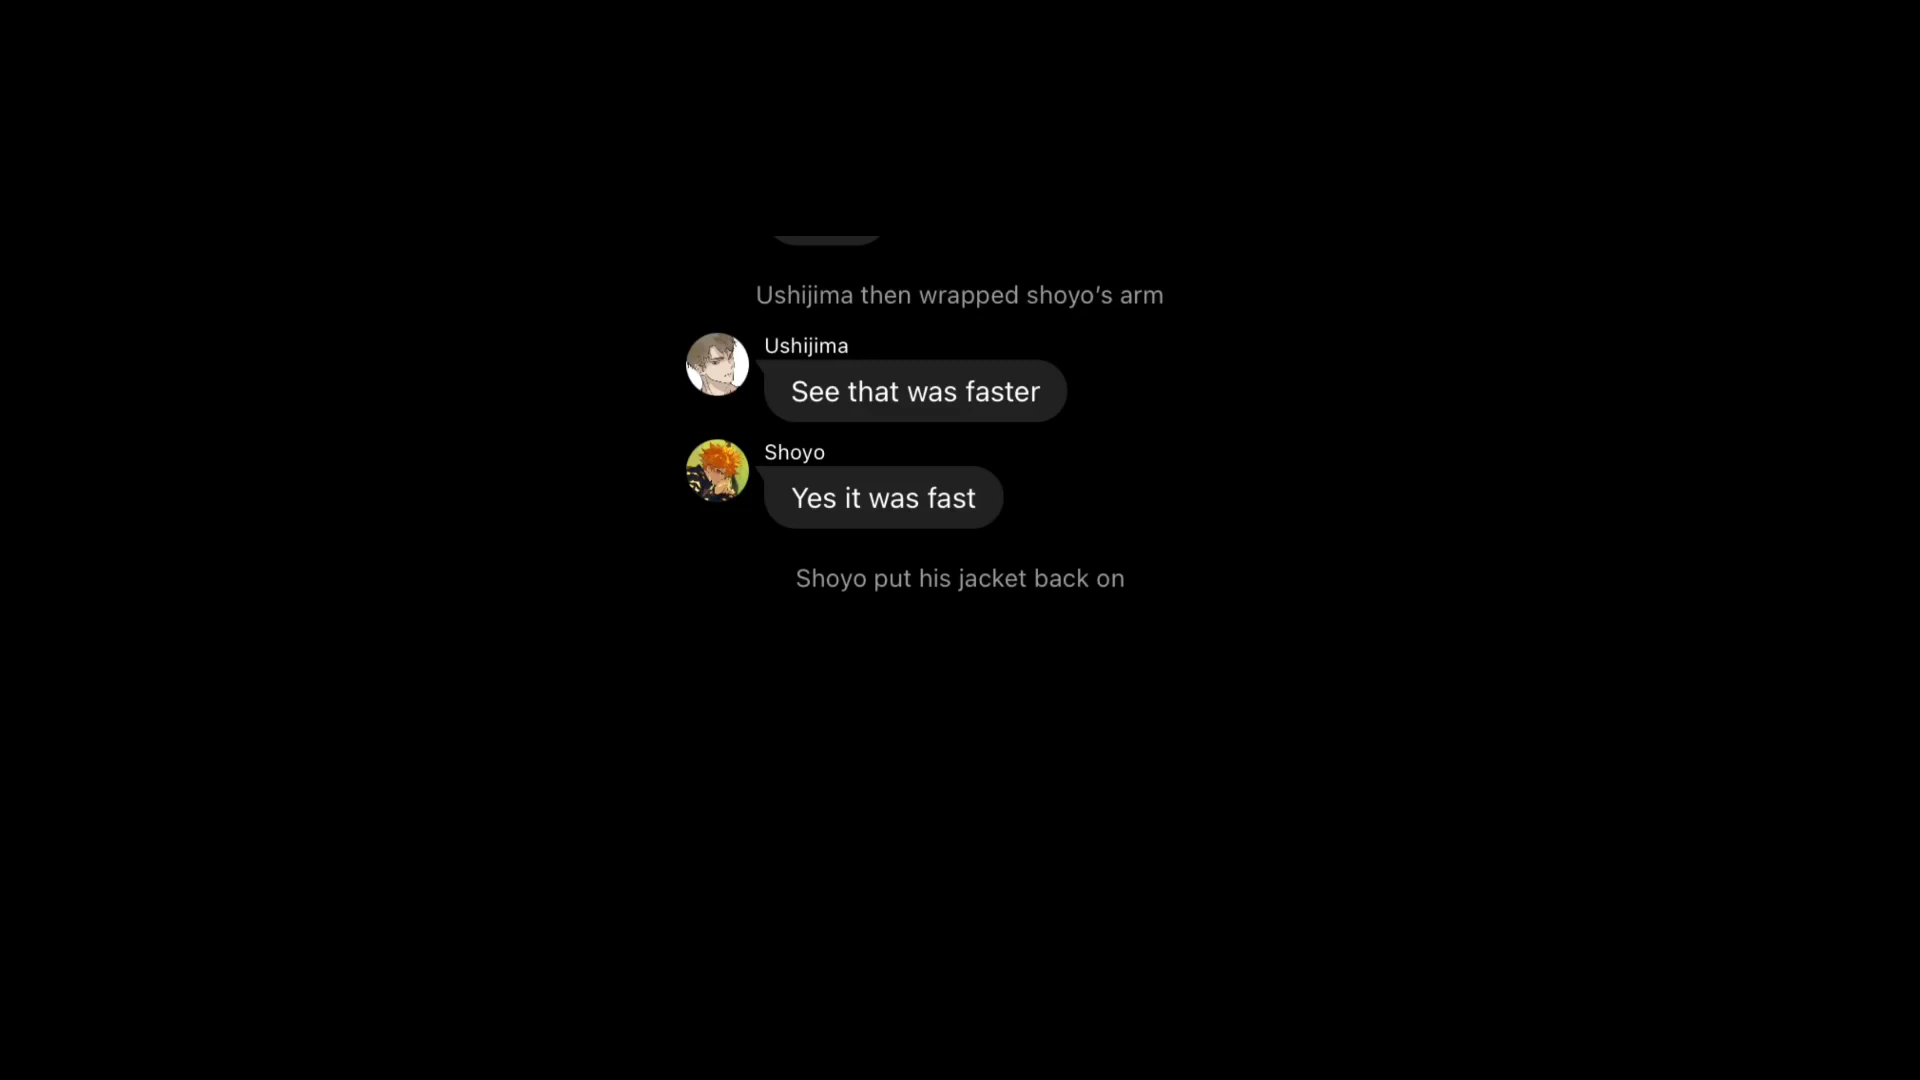 Ushijima then wrapped shoyo’s arm
Ushijima
See that was faster
Shoyo
Yes it was fast
Shoyo put his jacket back on